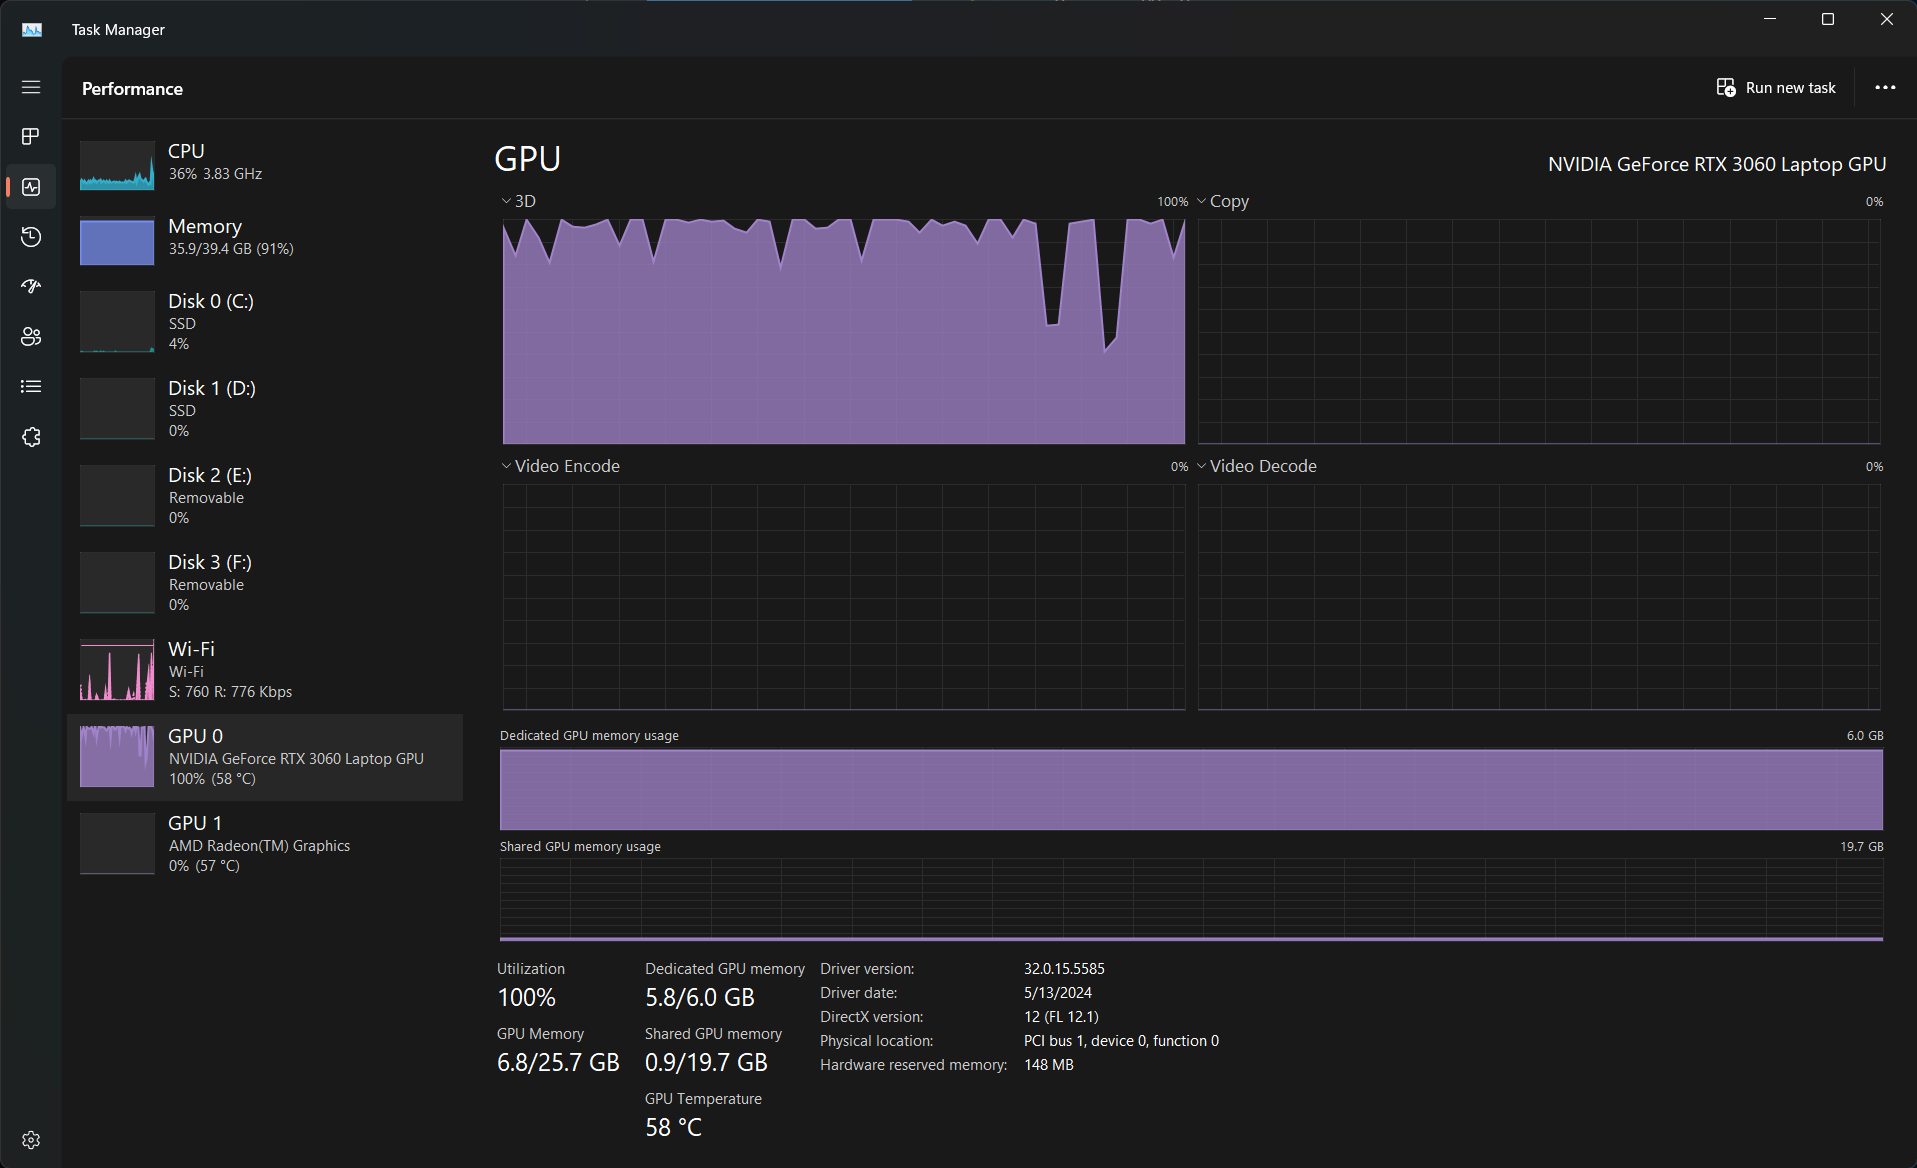 Task Manager
Performance
Run new task
CPU
36% 3.83 GHz
Memory
35.9/39.4 GB (91%)
Disk 0 (C:)
SSD
4%
Disk 1 (D:)
SSD
0%
Disk 2 (E:)
Removable
0%
Disk 3 (F:)
Removable
0%
Wi-Fi
Wi-Fi
S: 760 R: 776 Kbps
GPU 0
NVIDIA GeForce RTX 3060 Laptop GPU
100% (58 °C)
GPU 1
AMD Radeon(TM) Graphics
0% (57 °C)
GPU
NVIDIA GeForce RTX 3060 Laptop GPU
3D 100%
Copy 0%
Video Encode 0%
Video Decode 0%
Dedicated GPU memory usage 6.0 GB
Shared GPU memory usage 19.7 GB
Utilization
100%
GPU Memory
6.8/25.7 GB
Dedicated GPU memory
5.8/6.0 GB
Shared GPU memory
0.9/19.7 GB
GPU Temperature
58 °C
Driver version: 32.0.15.5585
Driver date: 5/13/2024
DirectX version: 12 (FL 12.1)
Physical location: PCI bus 1, device 0, function 0
Hardware reserved memory: 148 MB